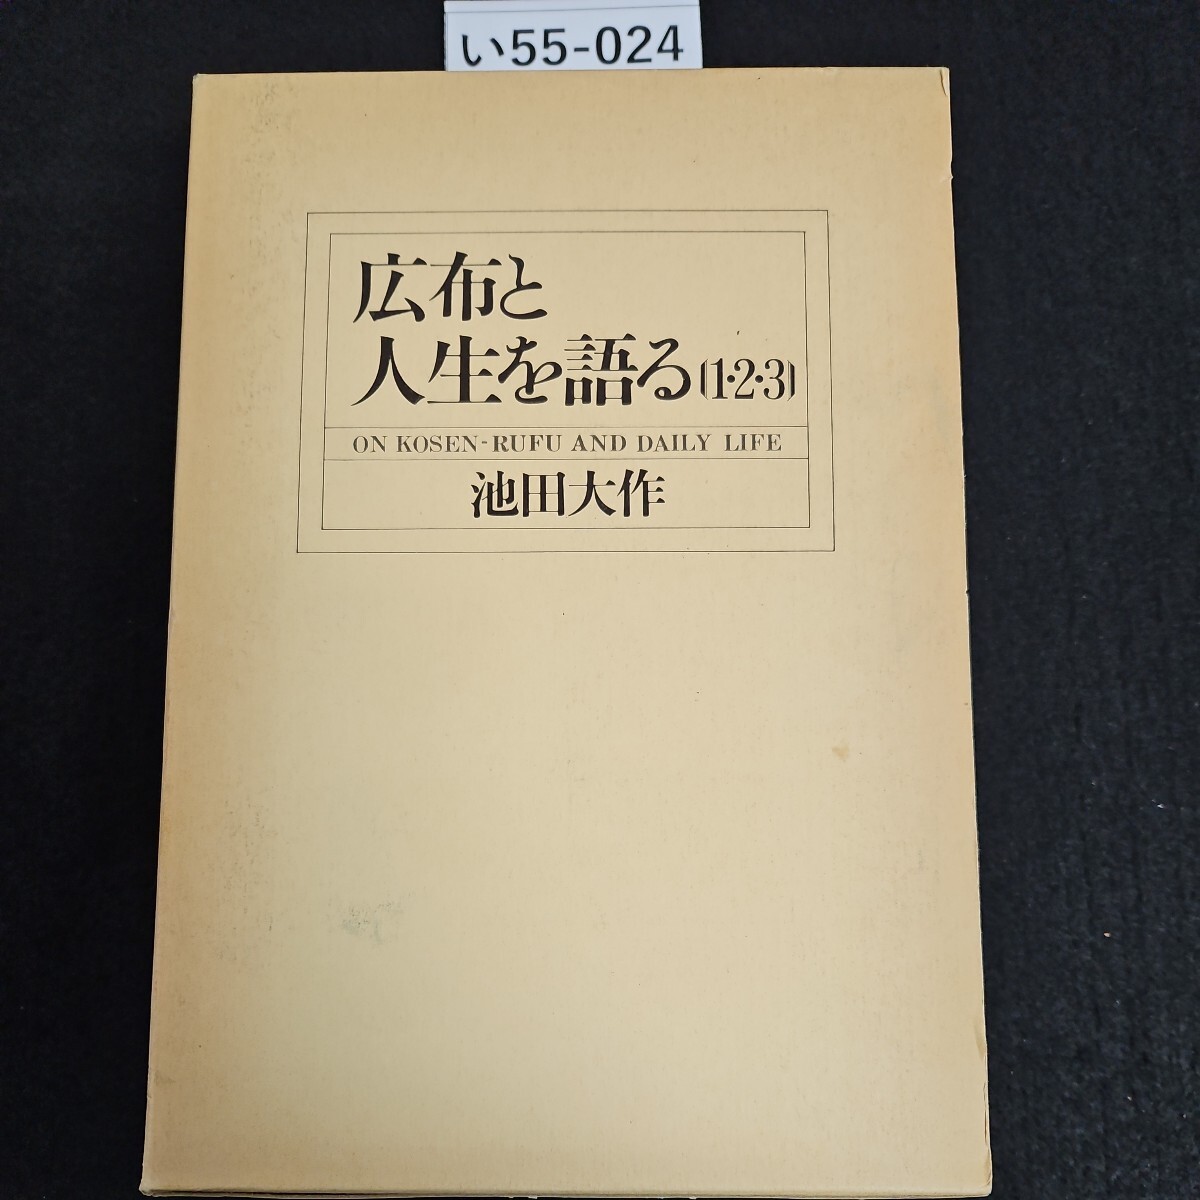 い55-024
広布と
人生を語る〔1・2・3〕
ON KOSEN-RUFU AND DAILY LIFE
池田大作